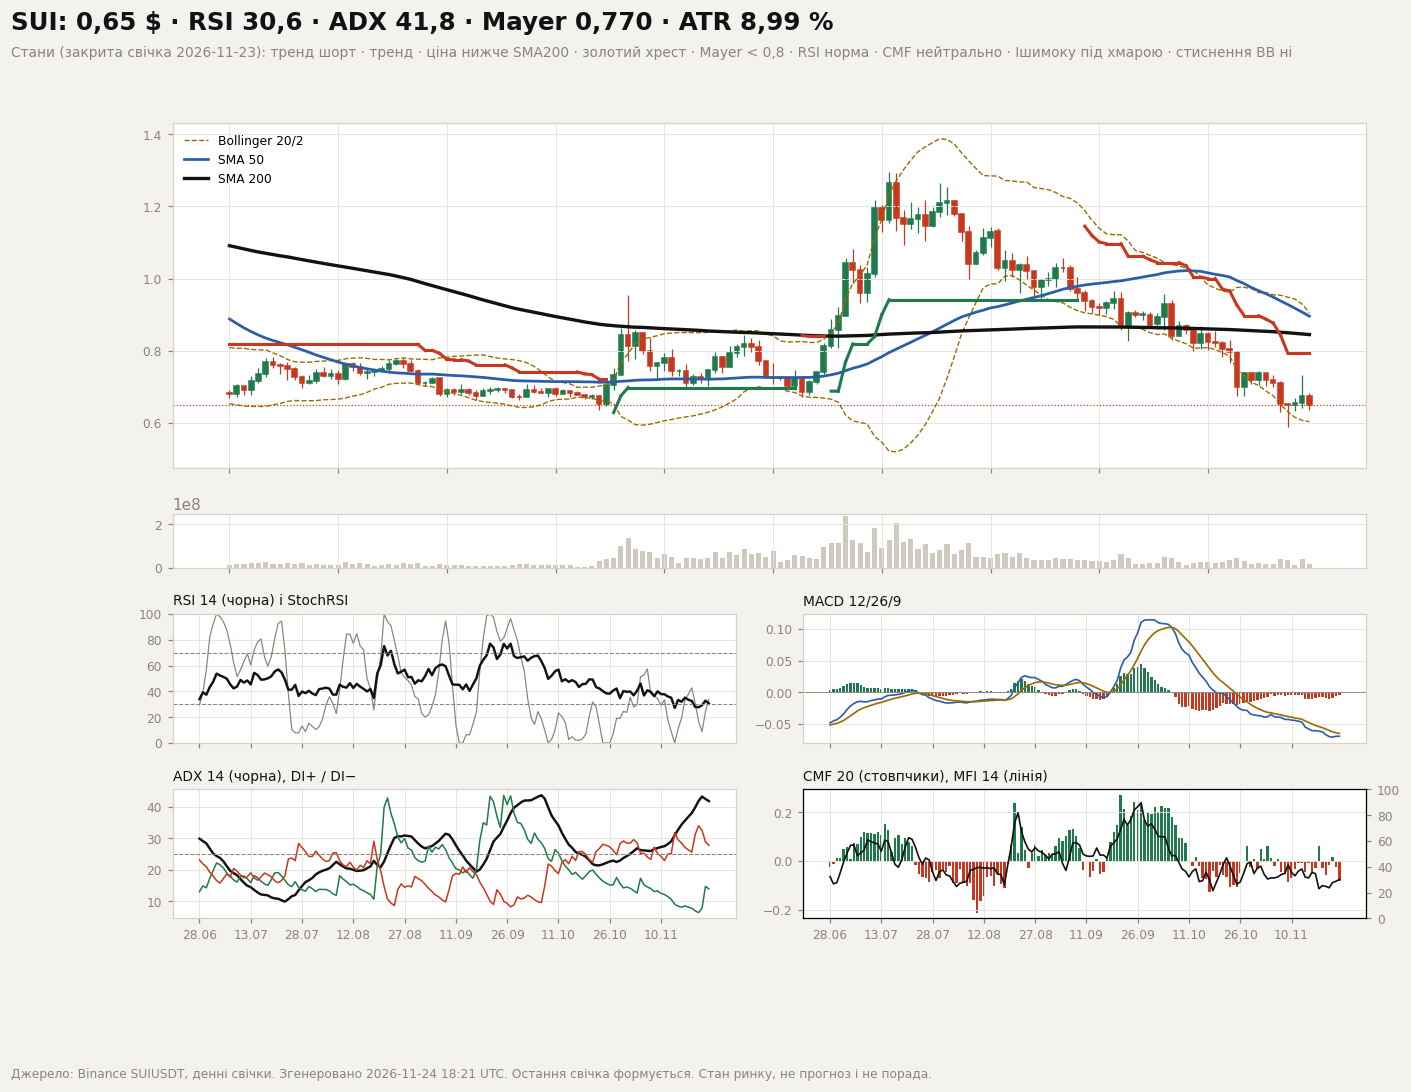 SUI: 0,65 $ · RSI 30,6 · ADX 41,8 · Mayer 0,770 · ATR 8,99 %
Стани (закрита свічка 2026-11-23): тренд шорт · тренд · ціна нижче SMA200 · золотий хрест · Mayer < 0,8 · RSI норма · CMF нейтрально · Ішимоку під хмарою · стиснення BB ні
Bollinger 20/2
SMA 50
SMA 200
1.4
1.2
1.0
0.8
0.6
1e8
2
0
RSI 14 (чорна) і StochRSI
100
80
60
40
20
0
MACD 12/26/9
0.10
0.05
0.00
−0.05
ADX 14 (чорна), DI+ / DI−
40
30
20
10
28.06 13.07 28.07 12.08 27.08 11.09 26.09 11.10 26.10 10.11
CMF 20 (стовпчики), MFI 14 (лінія)
0.2
0.0
−0.2
100
80
60
40
20
0
28.06 13.07 28.07 12.08 27.08 11.09 26.09 11.10 26.10 10.11
Джерело: Binance SUIUSDT, денні свічки. Згенеровано 2026-11-24 18:21 UTC. Остання свічка формується. Стан ринку, не прогноз і не порада.